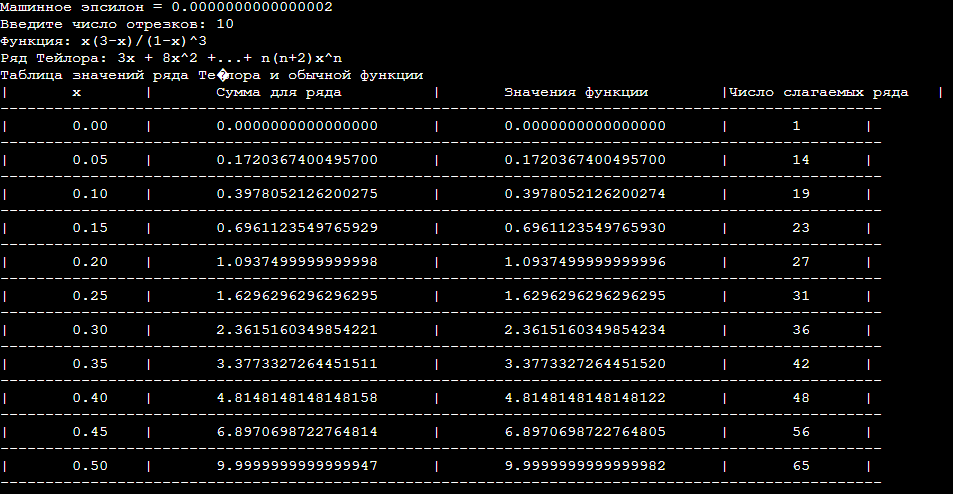 Машинное эпсилон = 0.0000000000000002
Введите число отрезков: 10
Функция: x(3-x)/(1-x)^3
Ряд Тейлора: 3x + 8x^2 +...+ n(n+2)x^n
Таблица значений ряда Те�лора и обычной функции
| x | Сумма для ряда | Значения функции |Число слагаемых ряда |
| 0.00 | 0.0000000000000000 | 0.0000000000000000 | 1 |
| 0.05 | 0.1720367400495700 | 0.1720367400495700 | 14 |
| 0.10 | 0.3978052126200275 | 0.3978052126200274 | 19 |
| 0.15 | 0.6961123549765929 | 0.6961123549765930 | 23 |
| 0.20 | 1.0937499999999998 | 1.0937499999999996 | 27 |
| 0.25 | 1.6296296296296295 | 1.6296296296296295 | 31 |
| 0.30 | 2.3615160349854221 | 2.3615160349854234 | 36 |
| 0.35 | 3.3773327264451511 | 3.3773327264451520 | 42 |
| 0.40 | 4.8148148148148158 | 4.8148148148148122 | 48 |
| 0.45 | 6.8970698722764814 | 6.8970698722764805 | 56 |
| 0.50 | 9.9999999999999947 | 9.9999999999999982 | 65 |